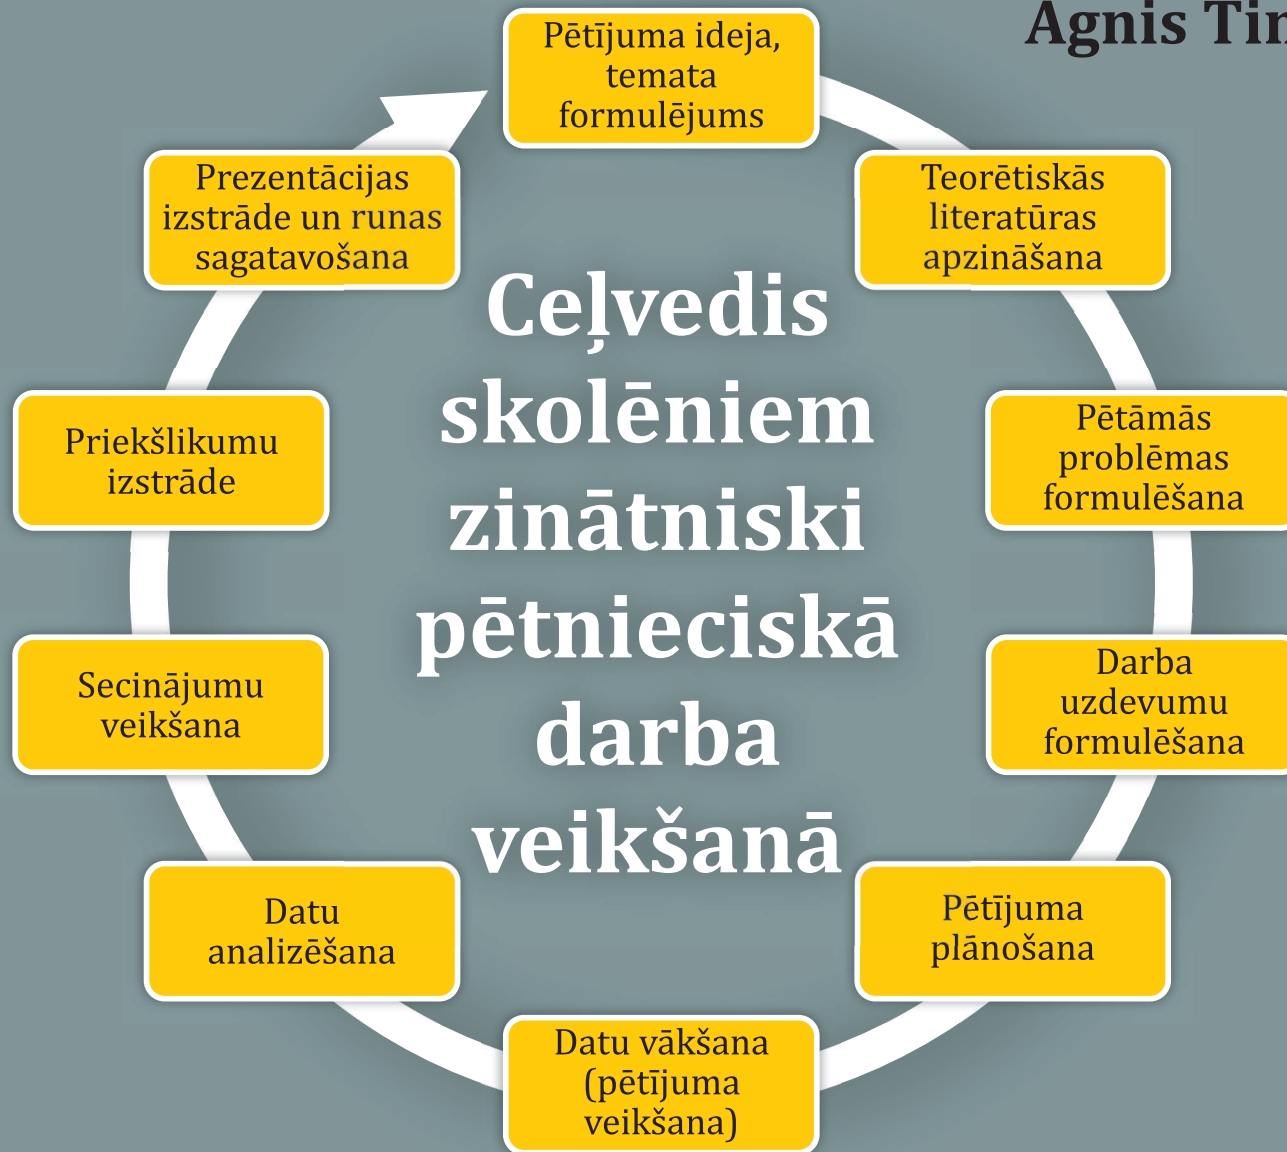 Agnis
Pētījuma ideja,
temata
formulējums
Teorētiskās
literatūras
apzināšana
Pētāmās
problēmas
formulēšana
Darba
uzdevumu
formulēšana
Pētījuma
plānošana
Datu vākšana
(pētījuma
veikšana)
Datu
analizēšana
Secinājumu
veikšana
Priekšlikumu
izstrāde
Prezentācijas
izstrāde un runas
sagatavošana
Ceļvedis
skolēniem
zinātniski
pētnieciskā
darba
veikšanā